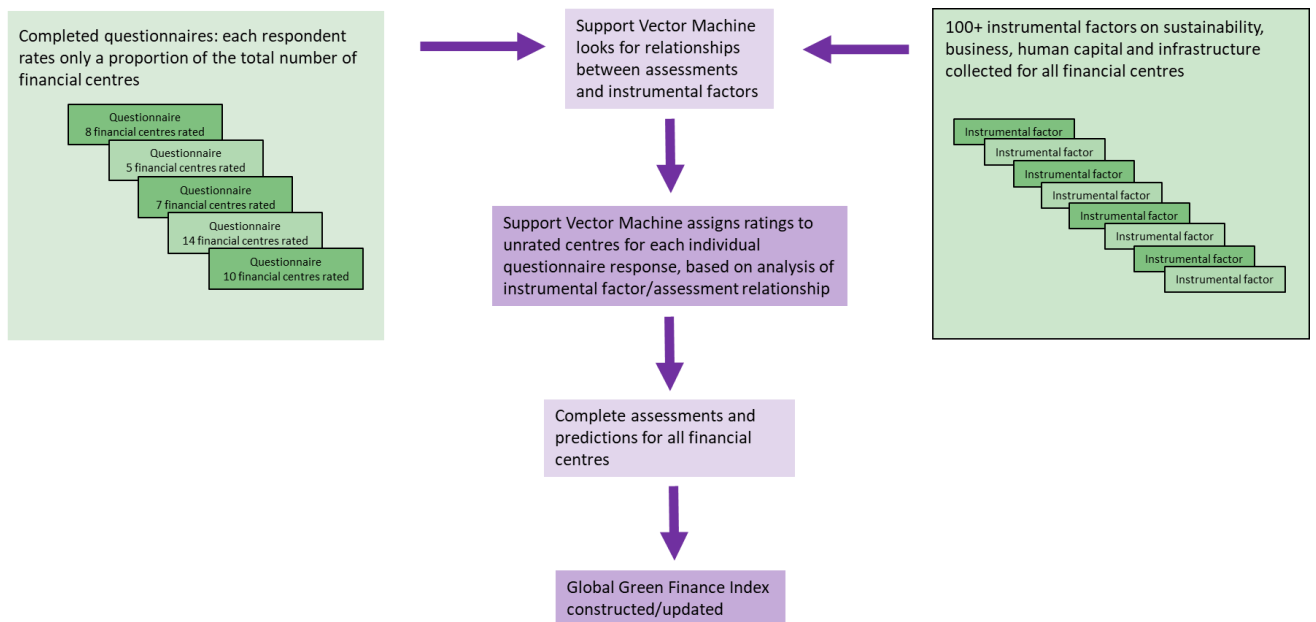 Completed questionnaires: each respondent
rates only a proportion of the total number of
financial centres
Questionnaire
8 financial centres rated
Questionnaire
5 financial centres rated
Questionnaire
7 financial centres rated
Questionnaire
14 financial centres rated
Questionnaire
10 financial centres rated
Support Vector Machine
looks for relationships
between assessments
and instrumental factors
100+ instrumental factors on sustainability,
business, human capital and infrastructure
collected for all financial centres
Instrumental factor
Instrumental factor
Instrumental factor
Instrumental factor
Instrumental factor
Instrumental factor
Instrumental factor
Instrumental factor
Support Vector Machine assigns ratings to
unrated centres for each individual
questionnaire response, based on analysis of
instrumental factor/assessment relationship
Complete assessments and
predictions for all financial
centres
Global Green Finance Index
constructed/updated